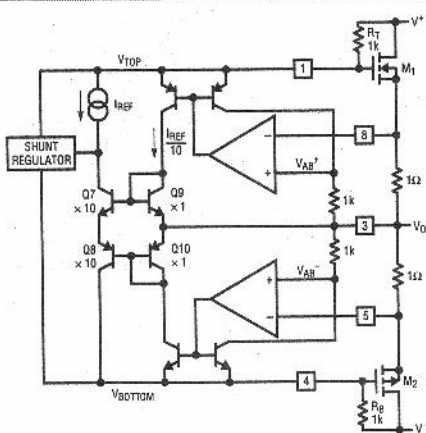 V+
RT
1k
VTOP
1
M1
IREF
IREF
10
8
SHUNT
REGULATOR
VAB+
1Ω
Q7
× 10
Q9
× 1
1k
3
VO
Q8
× 10
Q10
× 1
1k
1Ω
VAB–
5
M2
VBOTTOM
4
RB
1k
V–